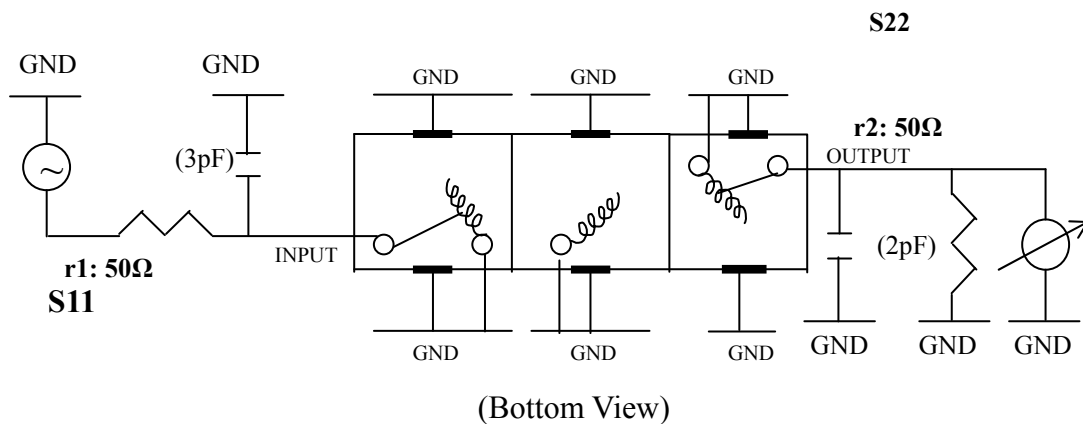 S22
GND
GND
GND
GND
GND
r2: 50Ω
(3pF)
OUTPUT
INPUT
(2pF)
r1: 50Ω
S11
GND
GND
GND
GND
GND
GND
(Bottom View)